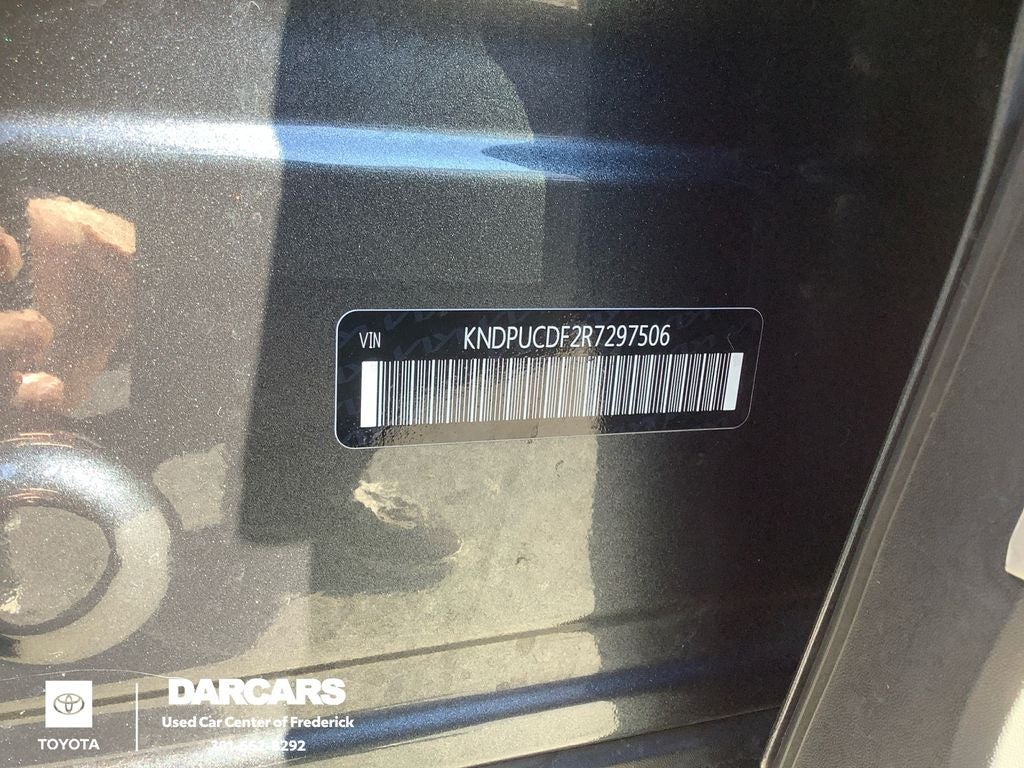 VIN KNDPUCDF2R7297506
DARCARS
Used Car Center of Frederick
TOYOTA